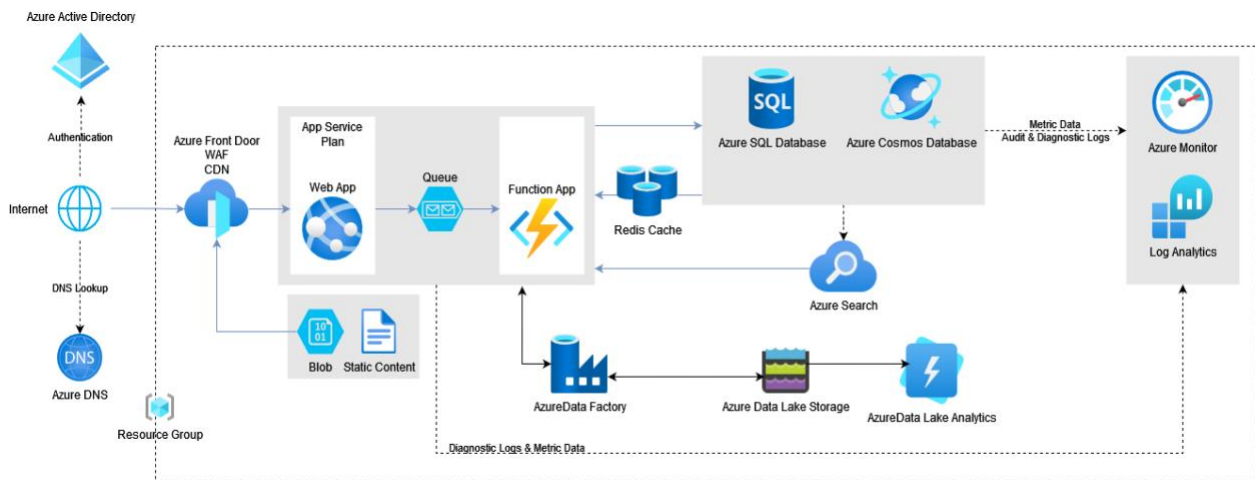 Azure Active Directory
Authentication
Internet
DNS Lookup
DNS
Azure DNS
Resource Group
Azure Front Door
WAF
CDN
App Service
Plan
Web App
Queue
Function App
10
01
Blob
Static Content
Redis Cache
SQL
Azure SQL Database
Azure Cosmos Database
Azure Search
Metric Data
Audit & Diagnostic Logs
Azure Monitor
Log Analytics
AzureData Factory
Azure Data Lake Storage
AzureData Lake Analytics
Diagnostic Logs & Metric Data